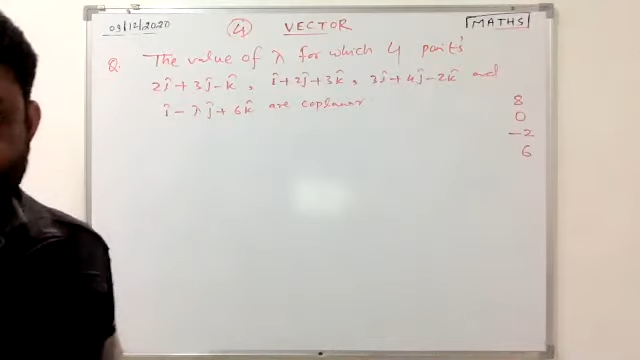 03/12/2020 (4) VECTOR MATHS
Q. The value of λ for which 4 points
2î + 3ĵ - k̂, î + 2ĵ + 3k̂, 3î + 4ĵ - 2k̂ and
î - λĵ + 6k̂ are coplanar
8
0
-2
6